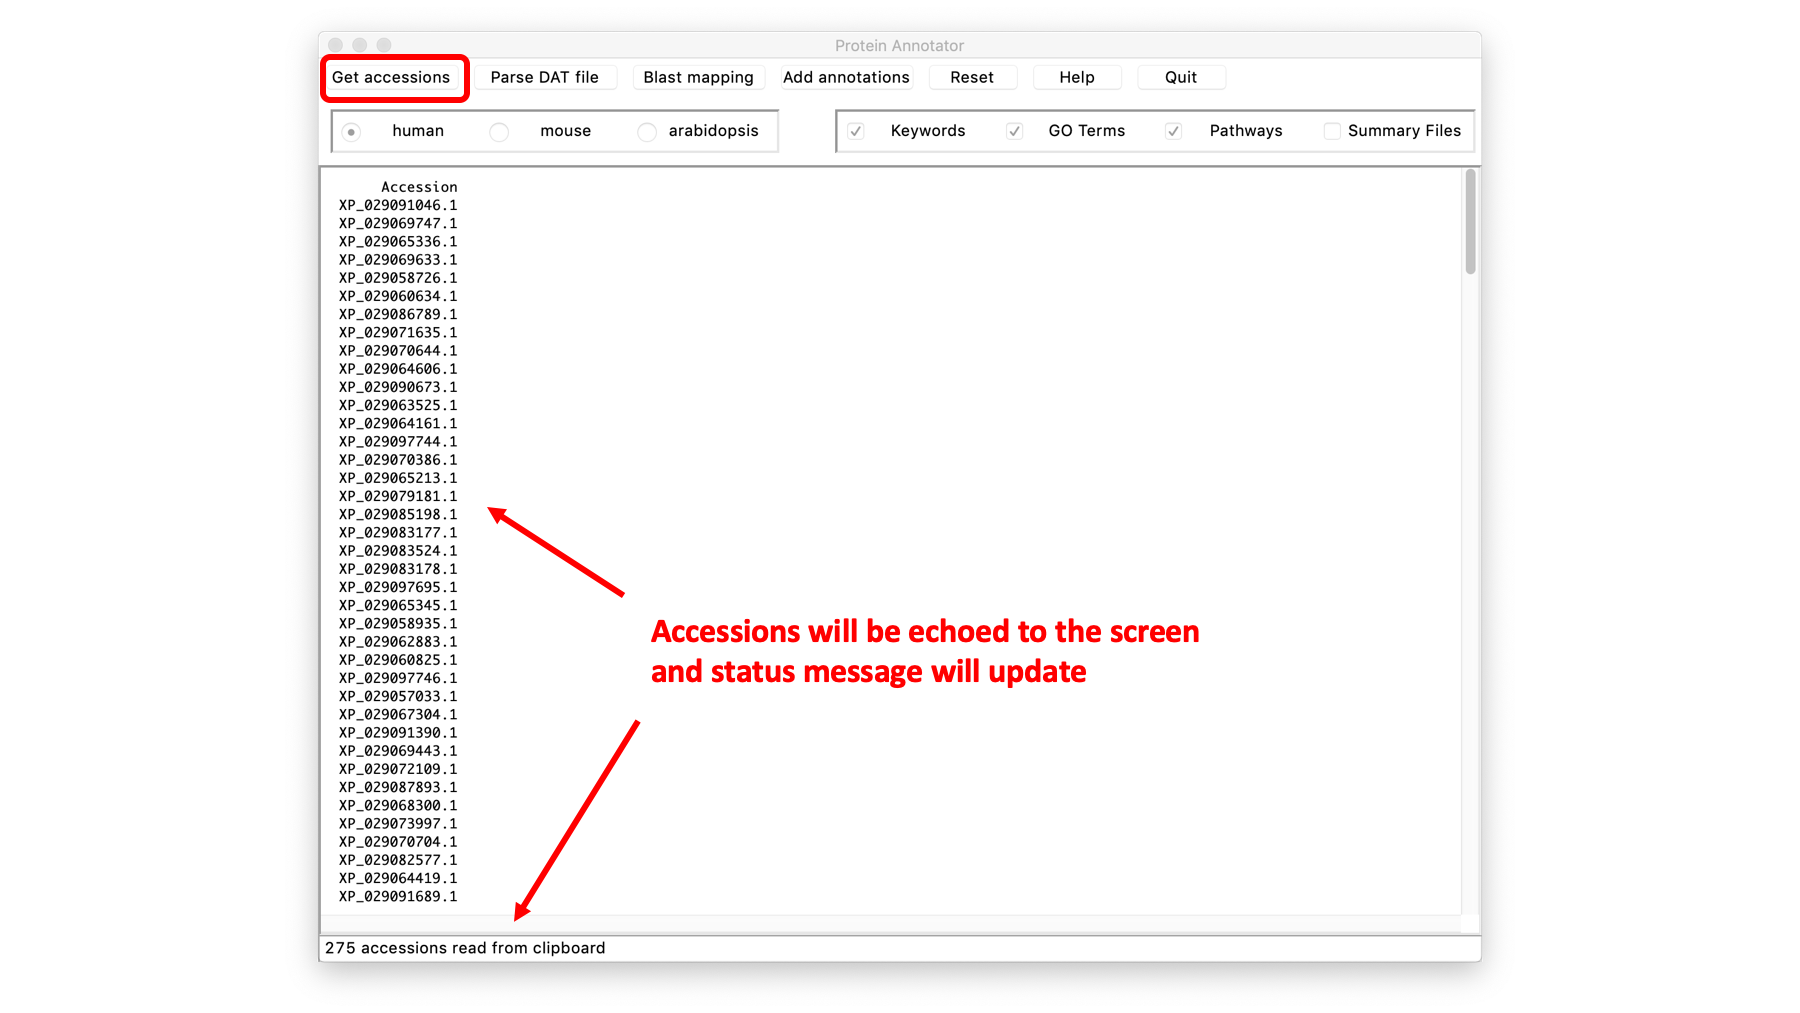 Protein Annotator
Get accessions Parse DAT file Blast mapping Add annotations Reset Help Quit
human mouse arabidopsis Keywords GO Terms Pathways Summary Files
Accession
XP_029091046.1
XP_029069747.1
XP_029065336.1
XP_029069633.1
XP_029058726.1
XP_029060634.1
XP_029086789.1
XP_029071635.1
XP_029070644.1
XP_029064606.1
XP_029090673.1
XP_029063525.1
XP_029064161.1
XP_029097744.1
XP_029070386.1
XP_029065213.1
XP_029079181.1
XP_029085198.1
XP_029083177.1
XP_029083524.1
XP_029083178.1
XP_029097695.1
XP_029065345.1
XP_029058935.1
XP_029062883.1
XP_029060825.1
XP_029097746.1
XP_029057033.1
XP_029067304.1
XP_029091390.1
XP_029069443.1
XP_029072109.1
XP_029087893.1
XP_029068300.1
XP_029073997.1
XP_029070704.1
XP_029082577.1
XP_029064419.1
XP_029091689.1
Accessions will be echoed to the screen
and status message will update
275 accessions read from clipboard